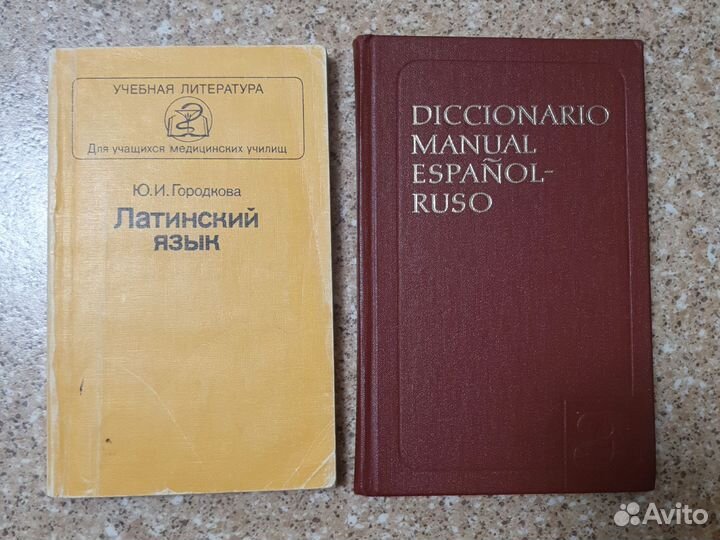 УЧЕБНАЯ ЛИТЕРАТУРА
Для учащихся медицинских училищ
Ю.И.Городкова
Латинский
язык
DICCIONARIO
MANUAL
ESPAÑOL-
RUSO
Avito